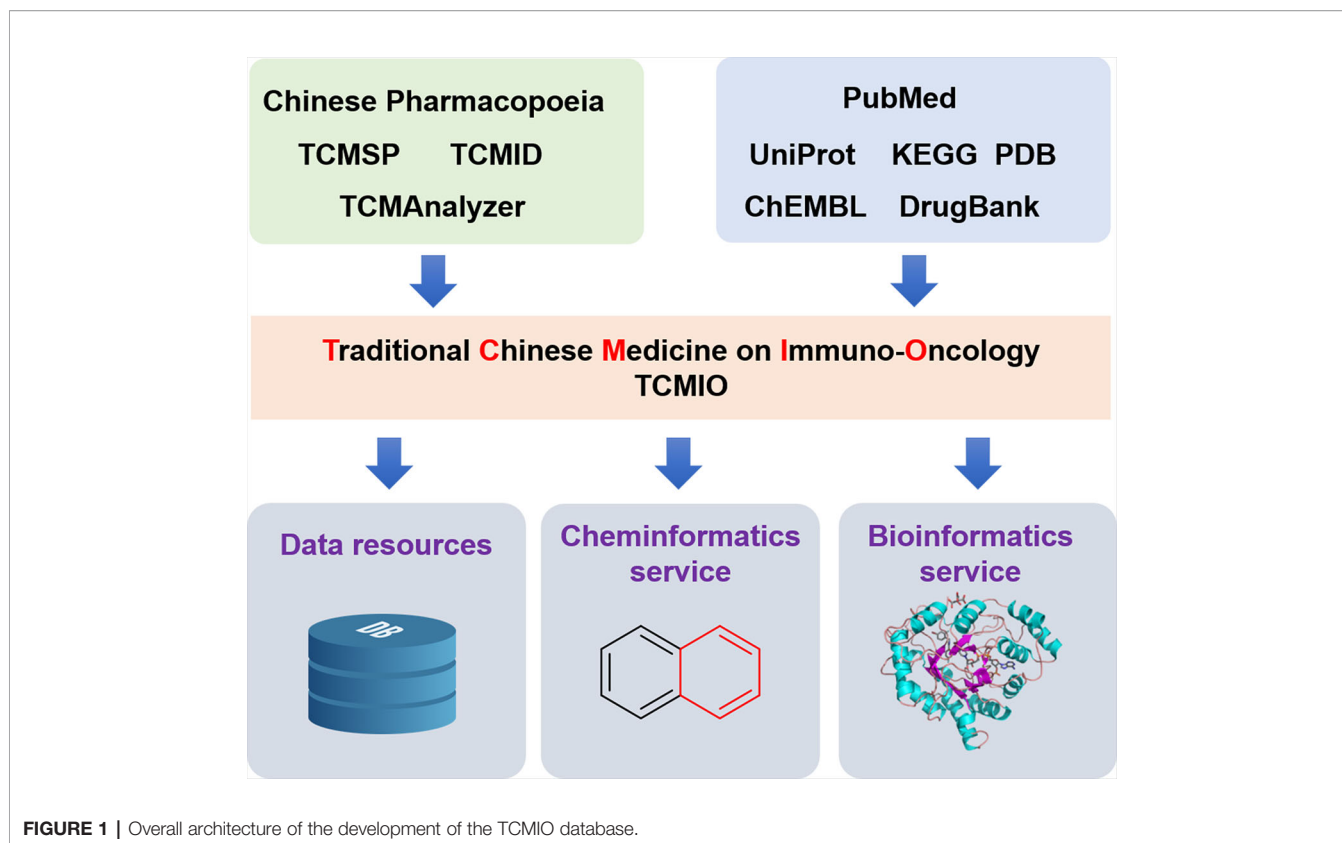 Chinese Pharmacopoeia
TCMSP TCMID
TCMAnalyzer
PubMed
UniProt KEGG PDB
ChEMBL DrugBank
Traditional Chinese Medicine on Immuno-Oncology
TCMIO
Data resources
DB
Cheminformatics
service
Bioinformatics
service
FIGURE 1 | Overall architecture of the development of the TCMIO database.